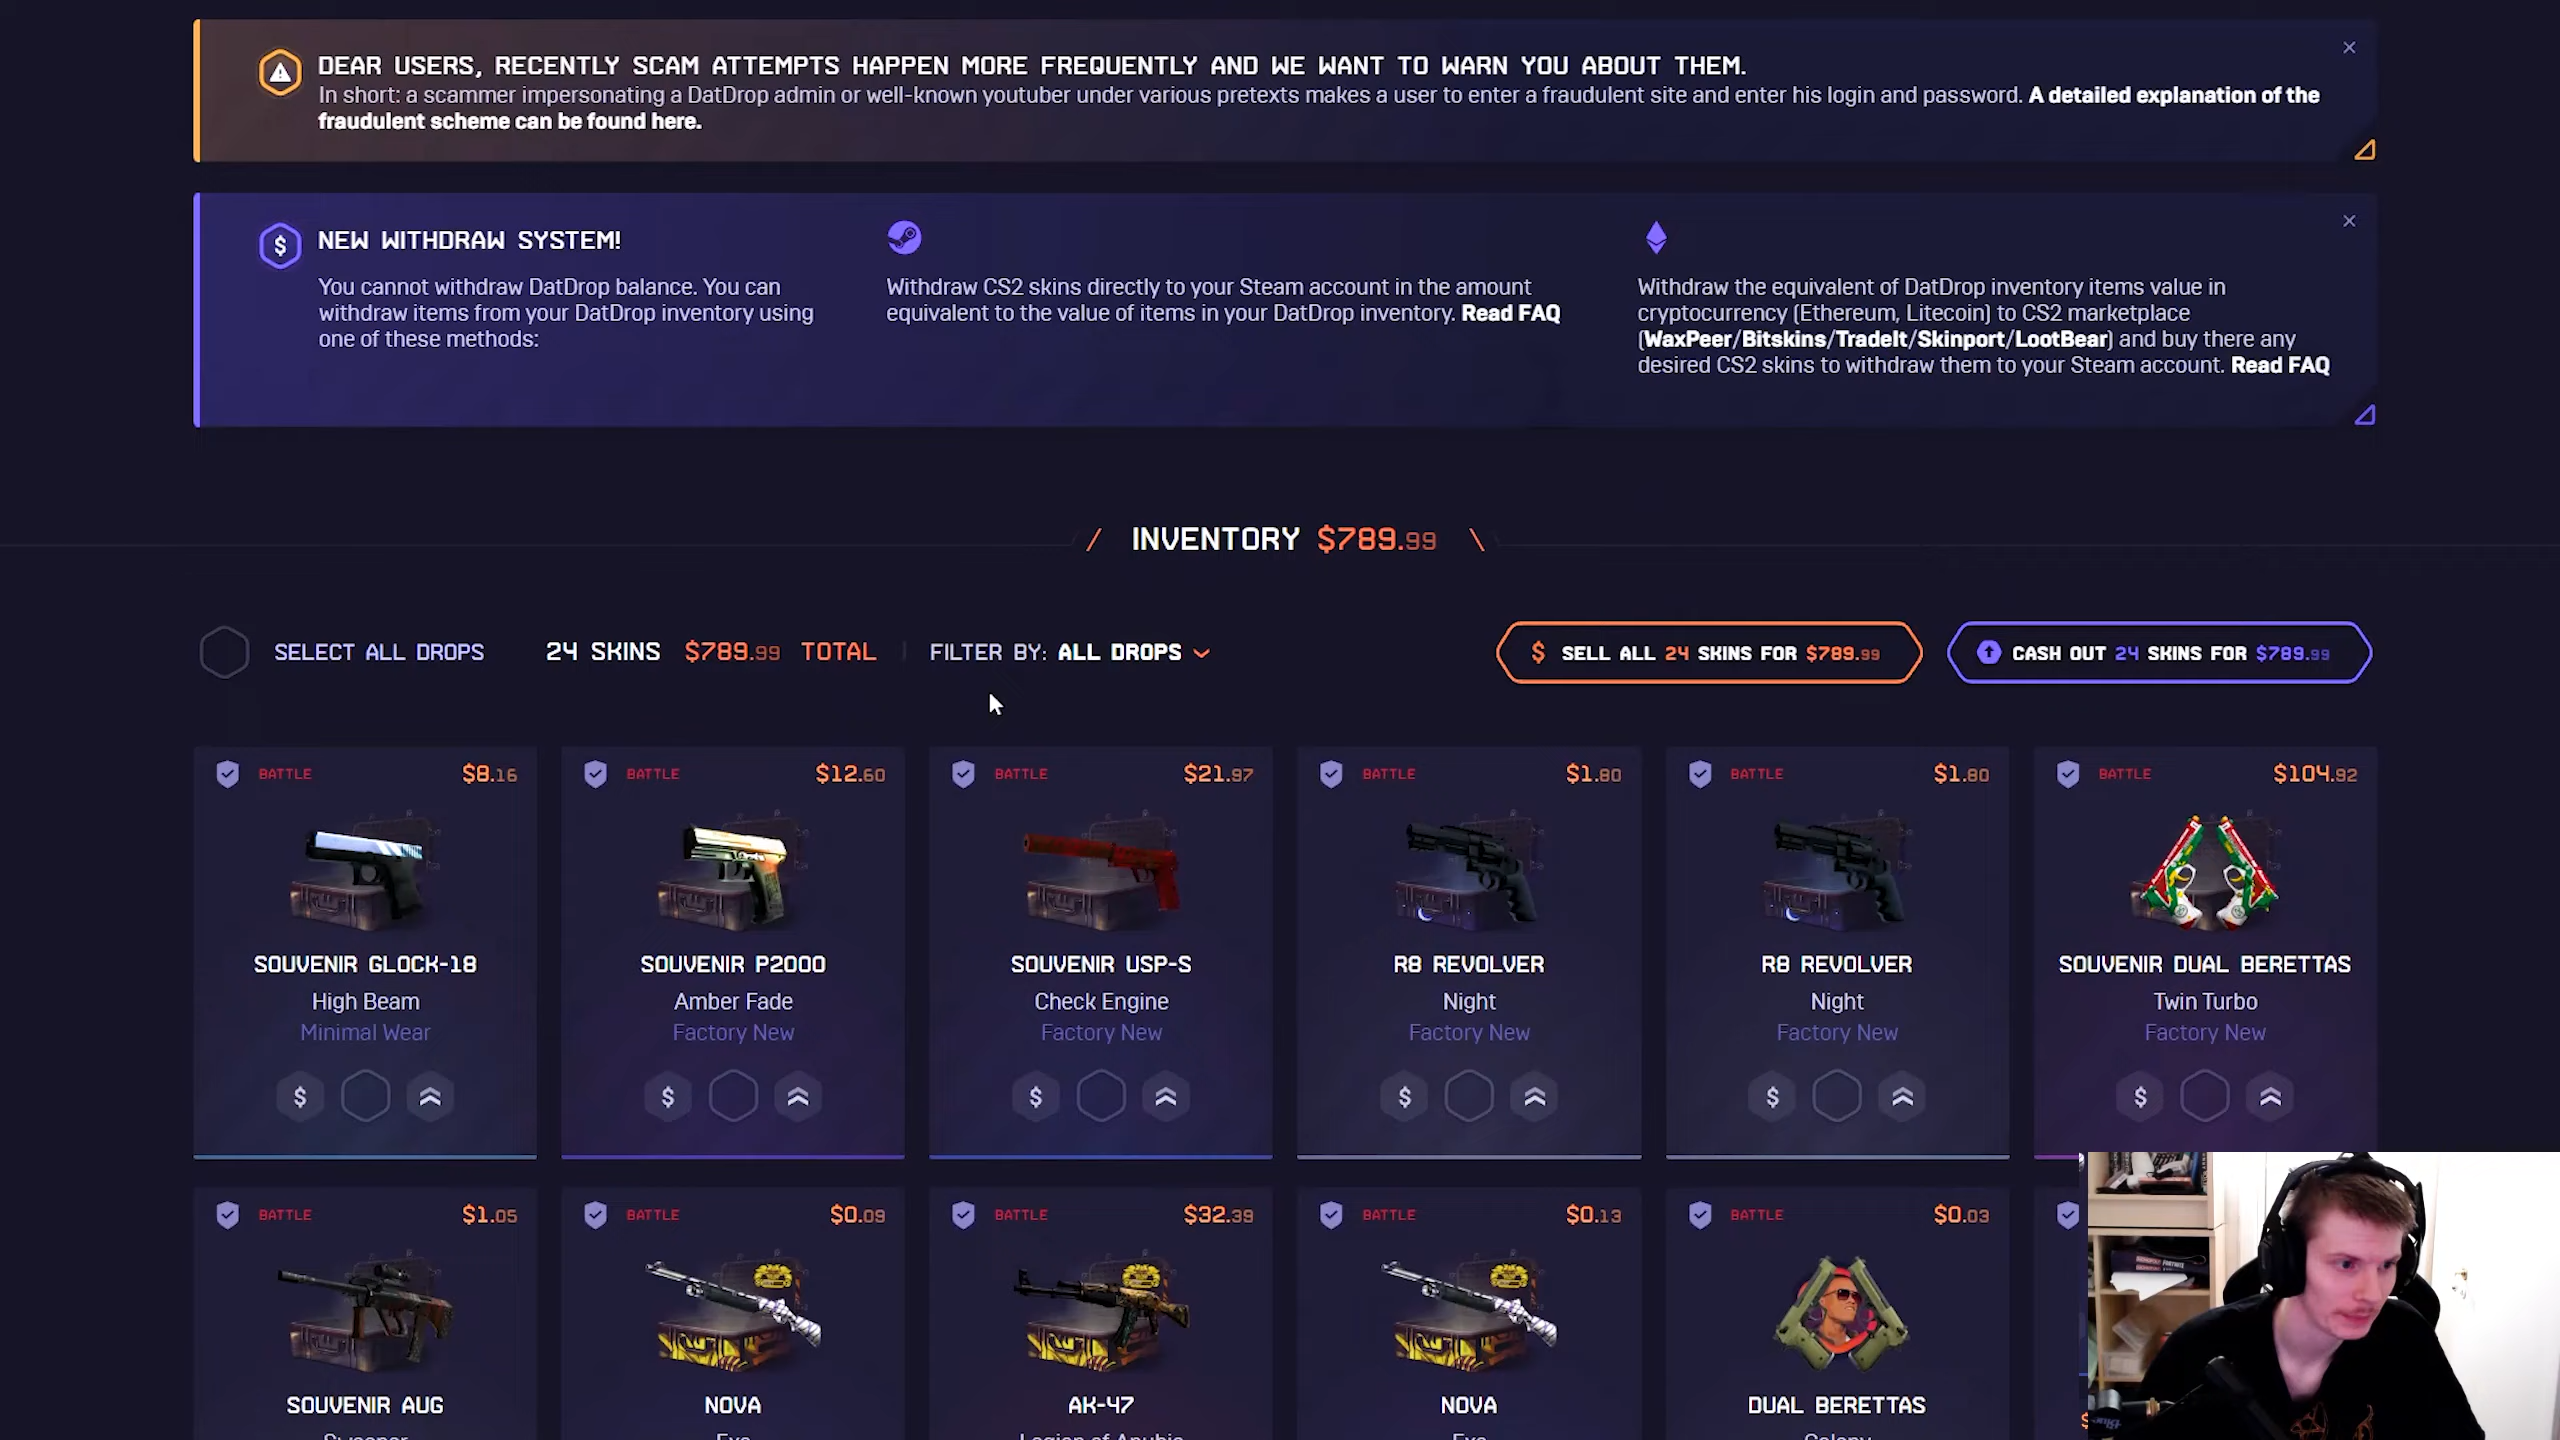 DEAR USERS, RECENTLY SCAM ATTEMPTS HAPPEN MORE FREQUENTLY AND WE WANT TO WARN YOU ABOUT THEM.
In short: a scammer impersonating a DatDrop admin or well-known youtuber under various pretexts makes a user to enter a fraudulent site and enter his login and password. A detailed explanation of the
fraudulent scheme can be found here.
NEW WITHDRAW SYSTEM!
You cannot withdraw DatDrop balance. You can
withdraw items from your DatDrop inventory using
one of these methods:
Withdraw CS2 skins directly to your Steam account in the amount
equivalent to the value of items in your DatDrop inventory. Read FAQ
Withdraw the equivalent of DatDrop inventory items value in
cryptocurrency (Ethereum, Litecoin) to CS2 marketplace
(WaxPeer/Bitskins/TradeIt/Skinport/LootBear) and buy there any
desired CS2 skins to withdraw them to your Steam account. Read FAQ
INVENTORY $789.99
SELECT ALL DROPS 24 SKINS $789.99 TOTAL FILTER BY: ALL DROPS $ SELL ALL 24 SKINS FOR $789.99 CASH OUT 24 SKINS FOR $789.99
BATTLE $8.16
SOUVENIR GLOCK-18
High Beam
Minimal Wear
$
BATTLE $12.60
SOUVENIR P2000
Amber Fade
Factory New
$
BATTLE $21.97
SOUVENIR USP-S
Check Engine
Factory New
$
BATTLE $1.80
R8 REVOLVER
Night
Factory New
$
BATTLE $1.80
R8 REVOLVER
Night
Factory New
$
BATTLE $104.92
SOUVENIR DUAL BERETTAS
Twin Turbo
Factory New
$
BATTLE $1.05
SOUVENIR AUG
Sweeper
BATTLE $0.09
NOVA
Exo
BATTLE $32.39
AK-47
Legion of Anubis
BATTLE $0.13
NOVA
Exo
BATTLE $0.03
DUAL BERETTAS
Colony